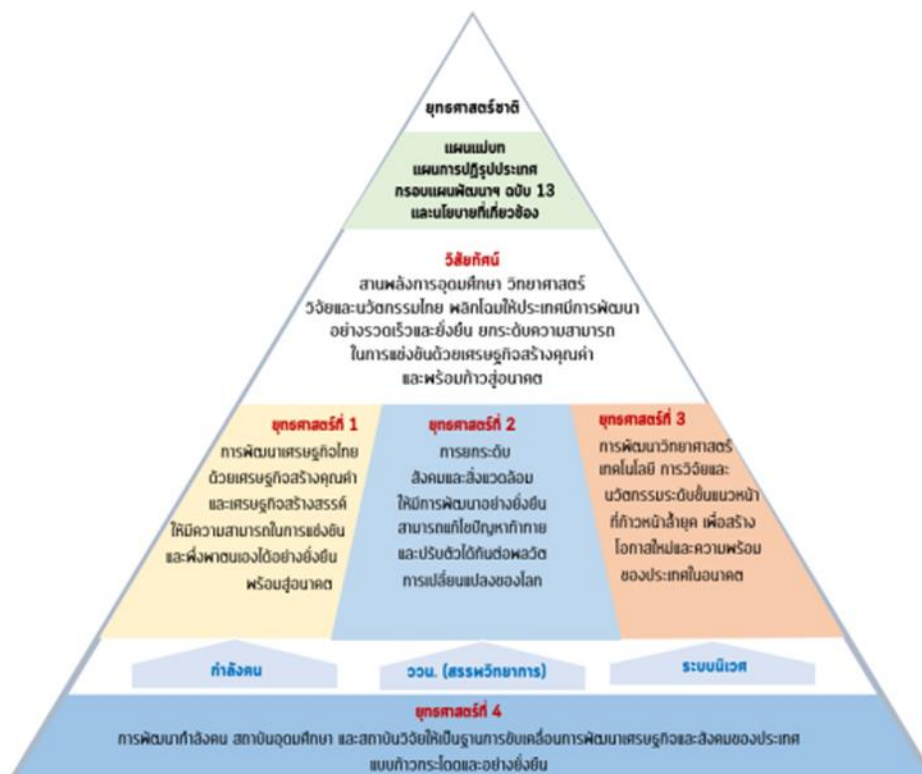 ยุทธศาสตร์ชาติ
แผนแม่บท
แผนการปฏิรูปประเทศ
กรอบแผนพัฒนาฯ ฉบับ 13
และนโยบายที่เกี่ยวข้อง
วิสัยทัศน์
สานพลังการอุดมศึกษา วิทยาศาสตร์
วิจัยและนวัตกรรมไทย พลิกโฉมให้ประเทศมีการพัฒนา
อย่างรวดเร็วและยั่งยืน ยกระดับความสามารถ
ในการแข่งขันด้วยเศรษฐกิจสร้างคุณค่า
และพร้อมก้าวสู่อนาคต
ยุทธศาสตร์ที่ 1
การพัฒนาเศรษฐกิจไทย
ด้วยเศรษฐกิจสร้างคุณค่า
และเศรษฐกิจสร้างสรรค์
ให้มีความสามารถในการแข่งขัน
และพึ่งพาตนเองได้อย่างยั่งยืน
พร้อมสู่อนาคต
ยุทธศาสตร์ที่ 2
การยกระดับ
สังคมและสิ่งแวดล้อม
ให้มีการพัฒนาอย่างยั่งยืน
สามารถแก้ไขปัญหาท้าทาย
และปรับตัวได้ทันต่อพลวัต
การเปลี่ยนแปลงของโลก
ยุทธศาสตร์ที่ 3
การพัฒนาวิทยาศาสตร์
เทคโนโลยี การวิจัยและ
นวัตกรรมระดับขั้นแนวหน้า
ที่ก้าวหน้าล้ำยุค เพื่อสร้าง
โอกาสใหม่และความพร้อม
ของประเทศในอนาคต
กำลังคน
ววน. (สรรพวิทยาการ)
ระบบนิเวศ
ยุทธศาสตร์ที่ 4
การพัฒนากำลังคน สถาบันอุดมศึกษา และสถาบันวิจัยให้เป็นฐานการขับเคลื่อนการพัฒนาเศรษฐกิจและสังคมของประเทศ
แบบก้าวกระโดดและอย่างยั่งยืน